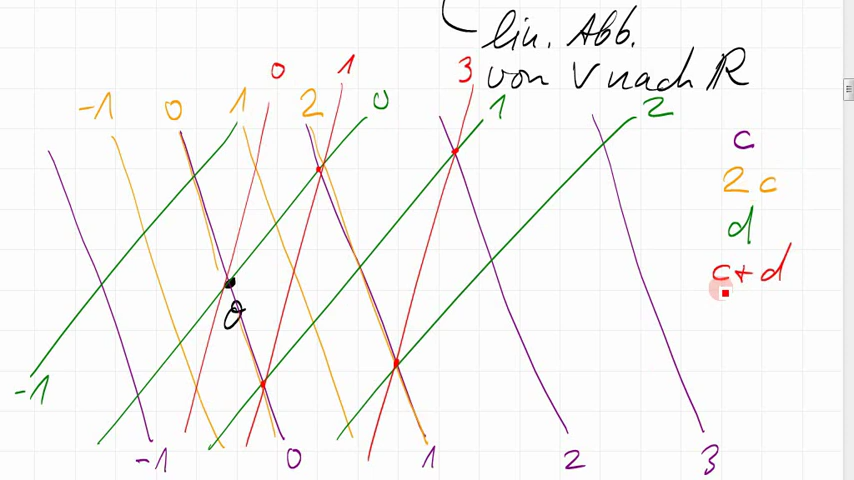 lin. Abb.
von V nach ℝ
0 1 3
-1 0 1 2 0 1 2
c
2c
d
c+d
0
-1
-1 0 1 2 3